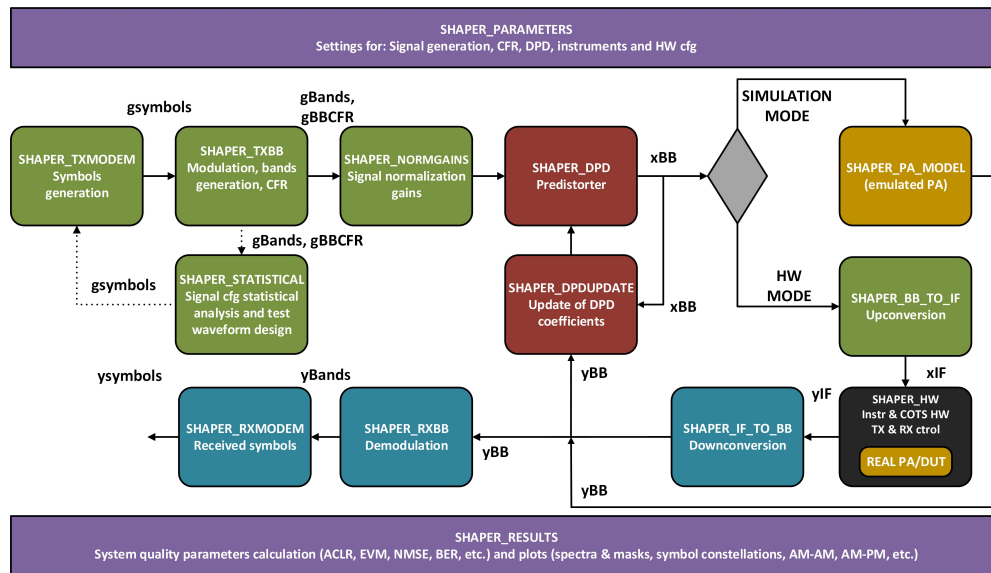 SHAPER_PARAMETERS
Settings for: Signal generation, CFR, DPD, instruments and HW cfg
gsymbols
gBands,
gBBCFR
SIMULATION
MODE
SHAPER_TXMODEM
Symbols
generation
SHAPER_TXBB
Modulation, bands
generation, CFR
SHAPER_NORMGAINS
Signal normalization
gains
SHAPER_DPD
Predistorter
xBB
SHAPER_PA_MODEL
(emulated PA)
gBands, gBBCFR
gsymbols
SHAPER_STATISTICAL
Signal cfg statistical
analysis and test
waveform design
SHAPER_DPDUPDATE
Update of DPD
coefficients
xBB
HW
MODE
SHAPER_BB_TO_IF
Upconversion
xIF
ysymbols
yBands
yBB
yIF
SHAPER_RXMODEM
Received symbols
SHAPER_RXBB
Demodulation
yBB
SHAPER_IF_TO_BB
Downconversion
SHAPER_HW
Instr & COTS HW
TX & RX ctrol
REAL PA/DUT
yBB
SHAPER_RESULTS
System quality parameters calculation (ACLR, EVM, NMSE, BER, etc.) and plots (spectra & masks, symbol constellations, AM-AM, AM-PM, etc.)